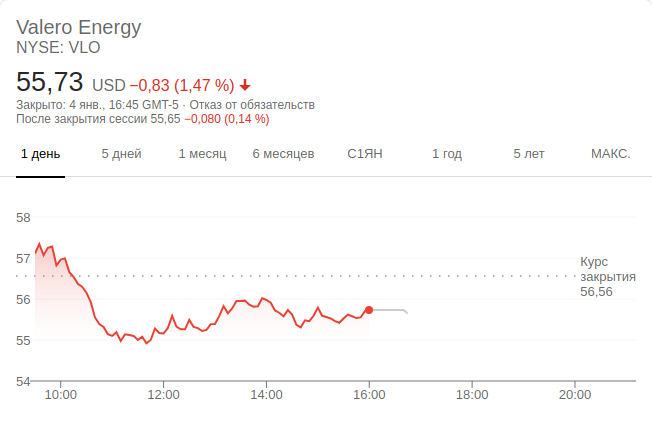 Valero Energy
NYSE: VLO
55,73 USD −0,83 (1,47 %)
Закрыто: 4 янв., 16:45 GMT-5 · Отказ от обязательств
После закрытия сессии 55,65 −0,080 (0,14 %)
1 день 5 дней 1 месяц 6 месяцев С1ЯН 1 год 5 лет МАКС.
58
57
Курс
закрытия
56,56
56
55
54
10:00 12:00 14:00 16:00 18:00 20:00